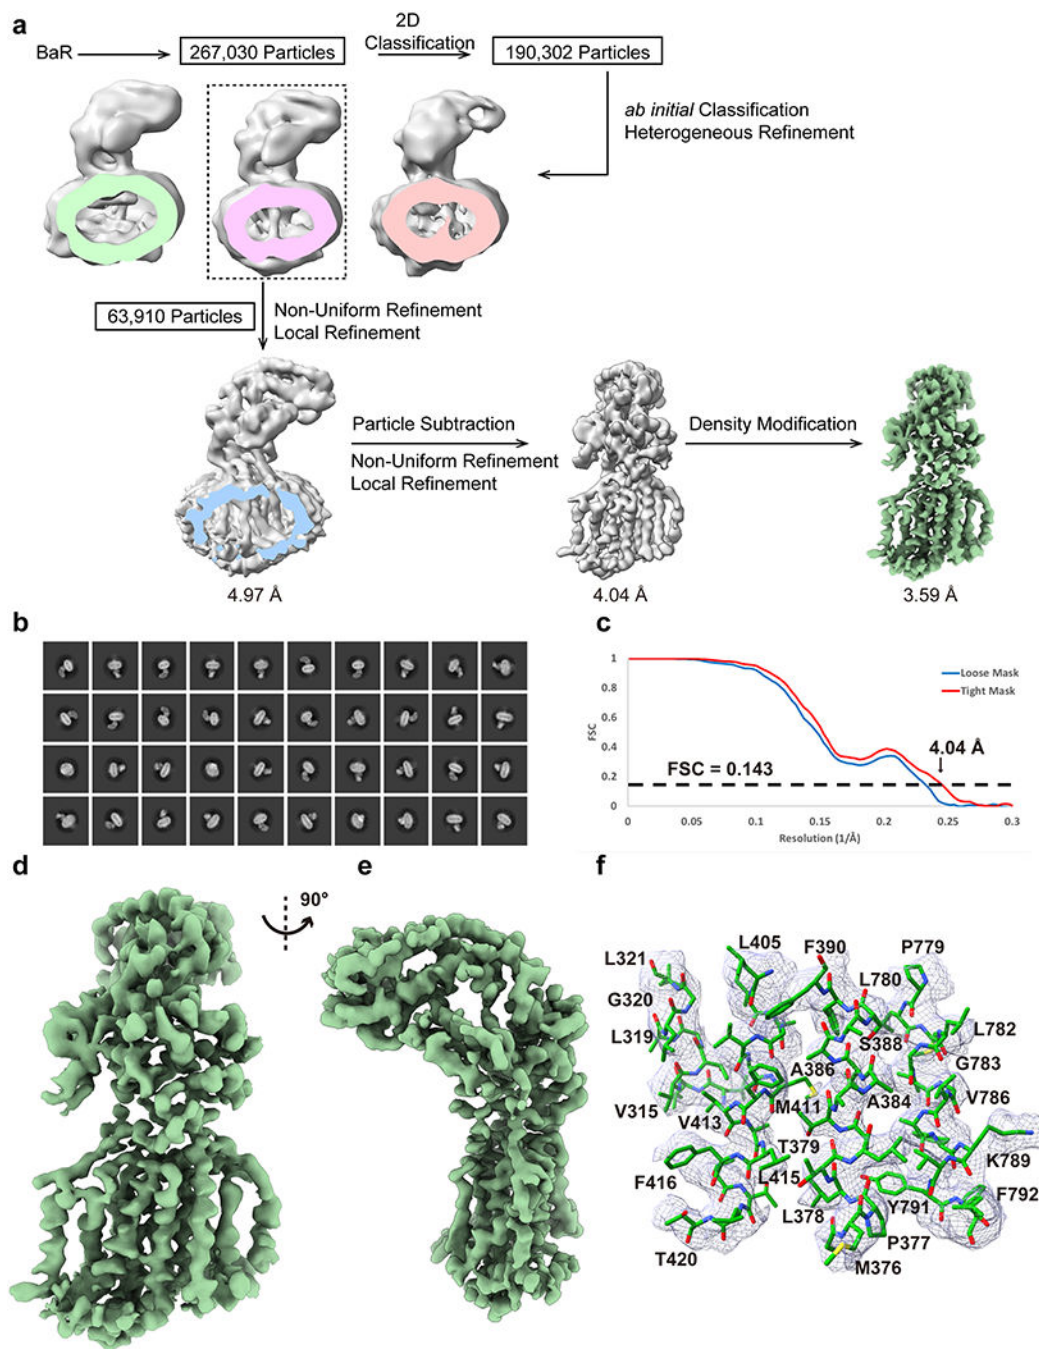 a
BaR
267,030 Particles
2D
Classification
190,302 Particles
ab initial Classification
Heterogeneous Refinement
63,910 Particles
Non-Uniform Refinement
Local Refinement
Particle Subtraction
Non-Uniform Refinement
Local Refinement
Density Modification
4.97 Å
4.04 Å
3.59 Å
b
c
1
0.8
0.6
0.4
0.2
0
FSC
Loose Mask
Tight Mask
4.04 Å
FSC = 0.143
0
0.05
0.1
0.15
0.2
0.25
0.3
Resolution (1/Å)
d
90°
e
f
L405
F390
P779
L321
L780
G320
L782
L319
S388
G783
A386
V315
M411
A384
V786
V413
T379
K789
F416
L415
F792
L378
Y791
P377
T420
M376